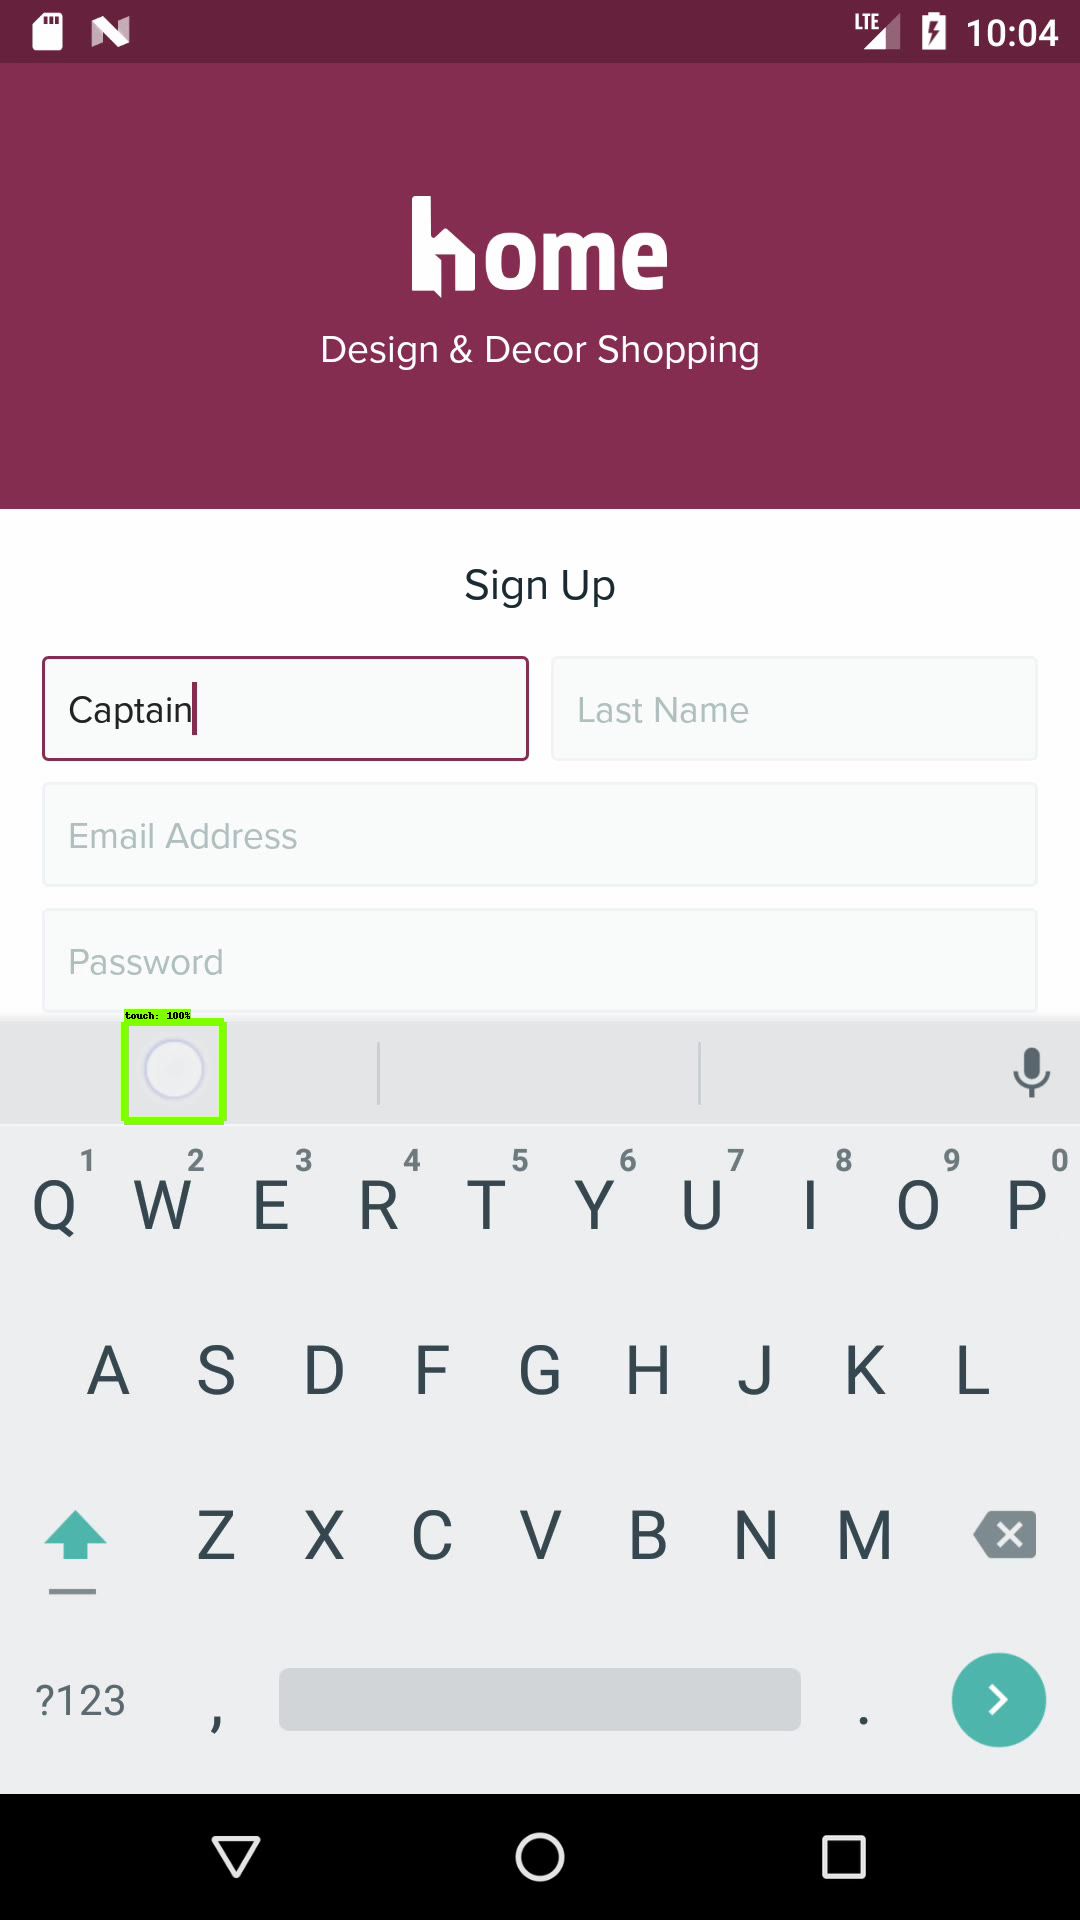 LTE 10:04
home
Design & Decor Shopping
Sign Up
Captain Last Name
Email Address
Password
touch: 100%
1 2 3 4 5 6 7 8 9 0
Q W E R T Y U I O P
A S D F G H J K L
Z X C V B N M
?123 , .